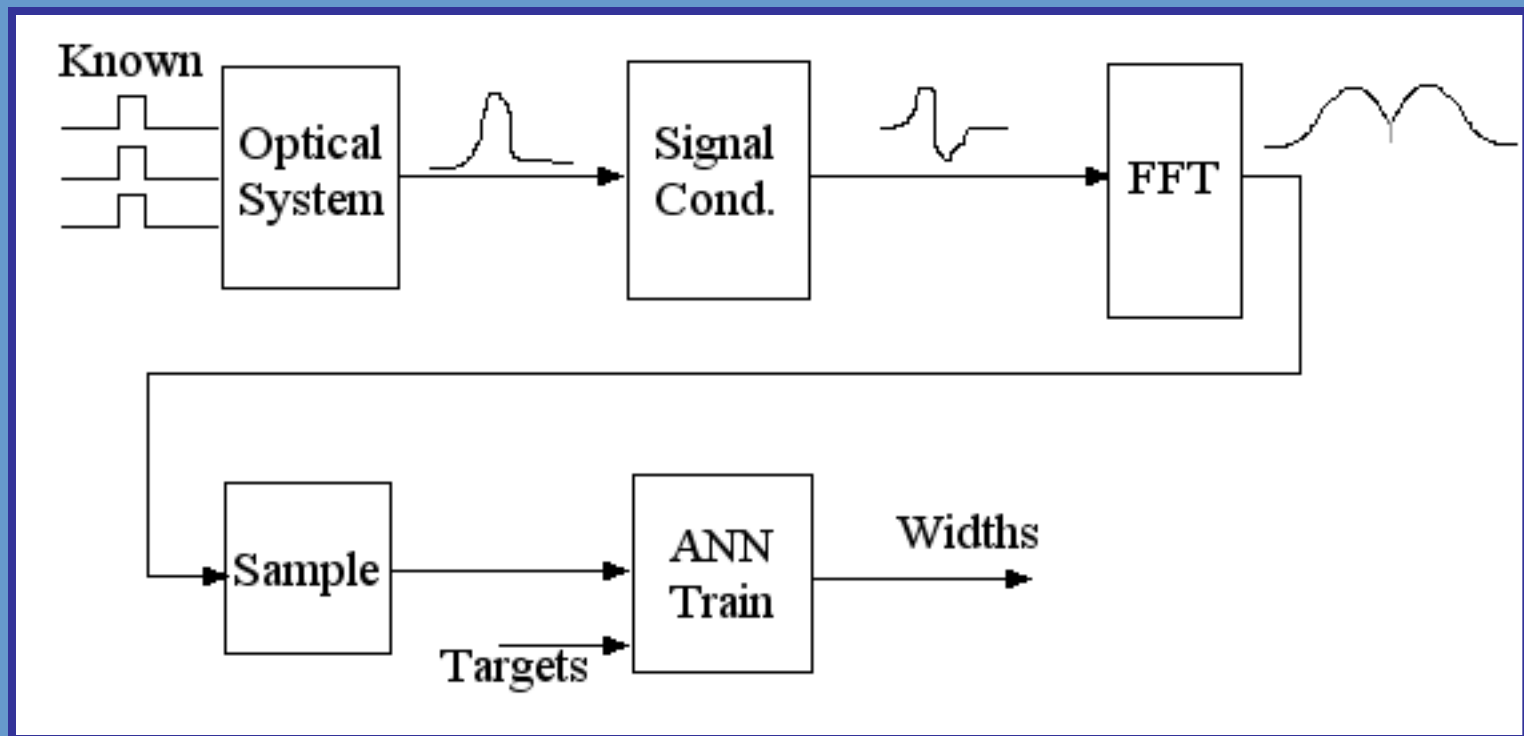 Known
Optical
System
Signal
Cond.
FFT
Sample
ANN
Train
Targets
Widths